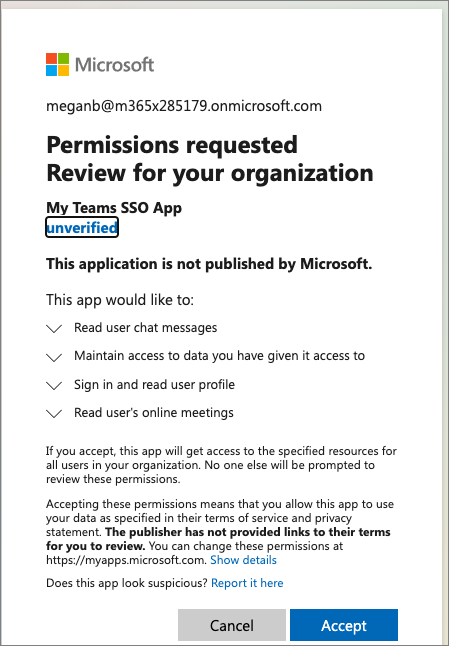 Microsoft
meganb@m365x285179.onmicrosoft.com
Permissions requested
Review for your organization
My Teams SSO App
unverified
This application is not published by Microsoft.
This app would like to:
Read user chat messages
Maintain access to data you have given it access to
Sign in and read user profile
Read user's online meetings
If you accept, this app will get access to the specified resources for
all users in your organization. No one else will be prompted to
review these permissions.
Accepting these permissions means that you allow this app to use
your data as specified in their terms of service and privacy
statement. The publisher has not provided links to their terms
for you to review. You can change these permissions at
https://myapps.microsoft.com. Show details
Does this app look suspicious? Report it here
Cancel Accept